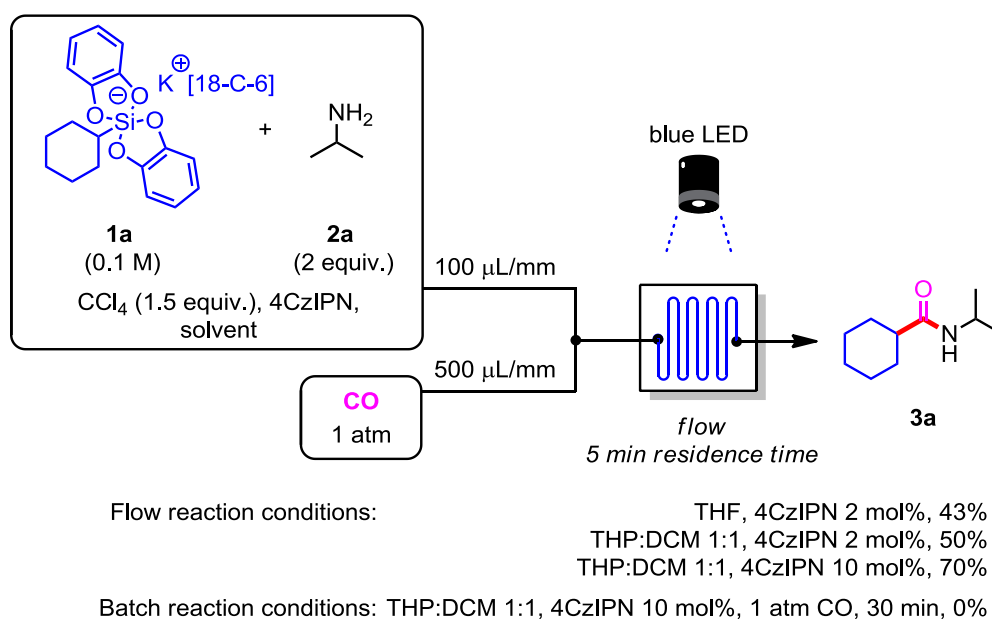 K⊕ [18-C-6]
⊖
O
O
Si
O
O
+
NH2
1a
(0.1 M)
2a
(2 equiv.)
CCl4 (1.5 equiv.), 4CzIPN,
solvent
100 µL/mm
500 µL/mm
CO
1 atm
blue LED
flow
5 min residence time
O
N
H
3a
Flow reaction conditions: THF, 4CzIPN 2 mol%, 43%
THP:DCM 1:1, 4CzIPN 2 mol%, 50%
THP:DCM 1:1, 4CzIPN 10 mol%, 70%
Batch reaction conditions: THP:DCM 1:1, 4CzIPN 10 mol%, 1 atm CO, 30 min, 0%